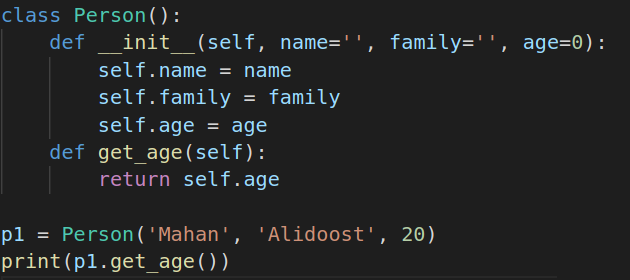 class Person():
    def __init__(self, name='', family='', age=0):
        self.name = name
        self.family = family
        self.age = age
    def get_age(self):
        return self.age

p1 = Person('Mahan', 'Alidoost', 20)
print(p1.get_age())